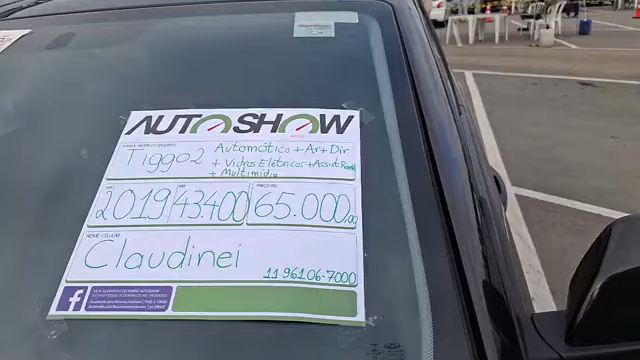 AUTOSHOW
Tiggo2 Automático + Ar + Dir
+ Vidros Elétricos + Assist
+ Multimídia
2019 43.400 65.000,00
Claudinei
11 96106-7000